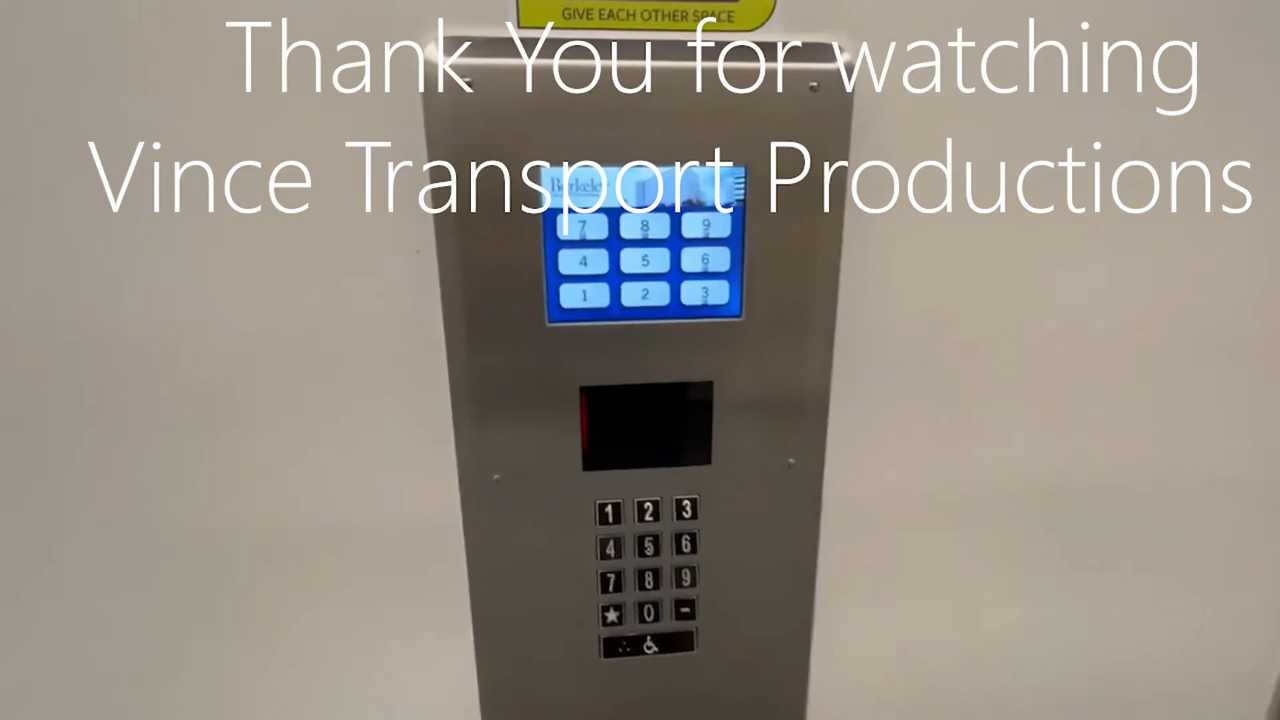 GIVE EACH OTHER SPACE
Thank You for watching
Vince Transport Productions
Berkeley
7 8 9
4 5 6
1 2 3
1 2 3
4 5 6
7 8 9
★ 0 -